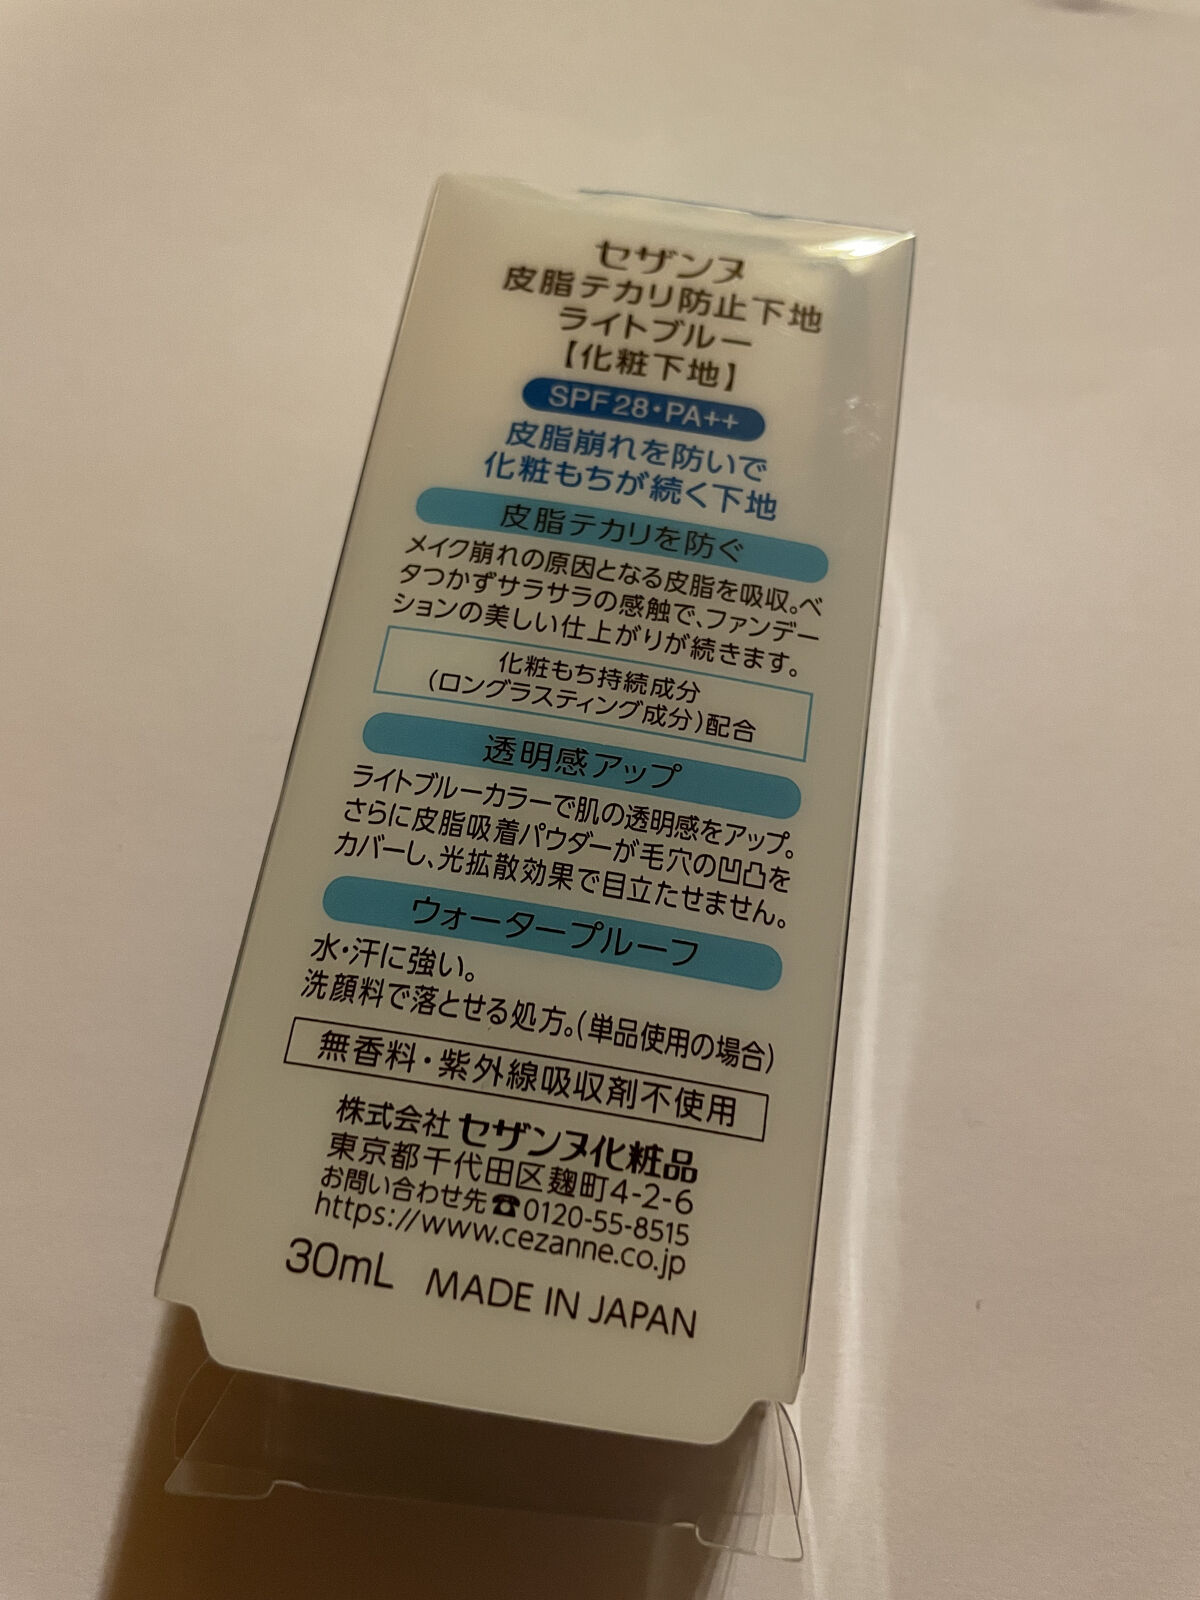 セザンヌ
皮脂テカリ防止下地
ライトブルー
【化粧下地】
SPF28・PA++
皮脂崩れを防いで
化粧もちが続く下地
皮脂テカリを防ぐ
メイク崩れの原因となる皮脂を吸収。ベ
タつかずサラサラの感触で、ファンデー
ションの美しい仕上がりが続きます。
化粧もち持続成分
(ロングラスティング成分)配合
透明感アップ
ライトブルーカラーで肌の透明感をアップ。
さらに皮脂吸着パウダーが毛穴の凹凸を
カバーし、光拡散効果で目立たせません。
ウォータープルーフ
水・汗に強い。
洗顔料で落とせる処方。(単品使用の場合)
無香料・紫外線吸収剤不使用
株式会社 セザンヌ化粧品
東京都千代田区麹町4-2-6
お問い合わせ先☎0120-55-8515
https://www.cezanne.co.jp
30mL MADE IN JAPAN